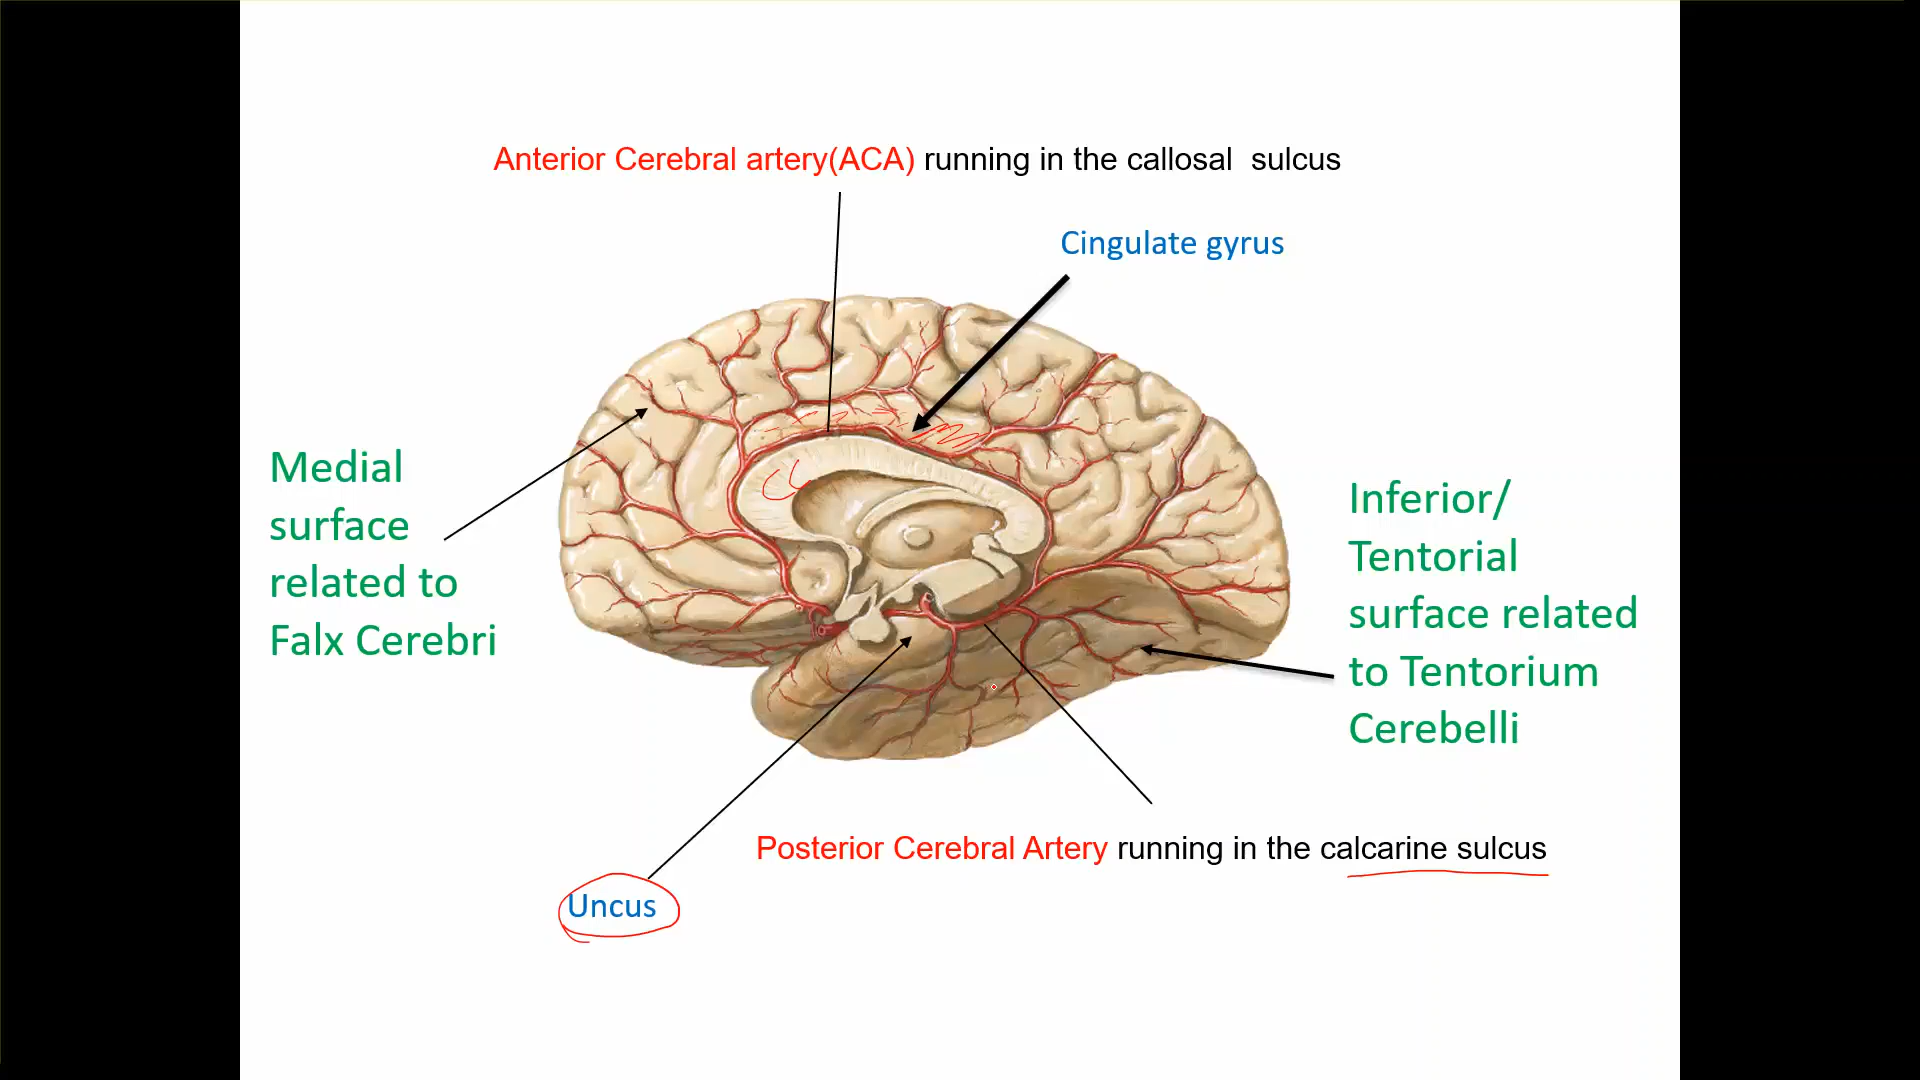 Anterior Cerebral artery(ACA) running in the callosal sulcus
Cingulate gyrus
Medial
surface
related to
Falx Cerebri
Inferior/
Tentorial
surface related
to Tentorium
Cerebelli
Posterior Cerebral Artery running in the calcarine sulcus
Uncus